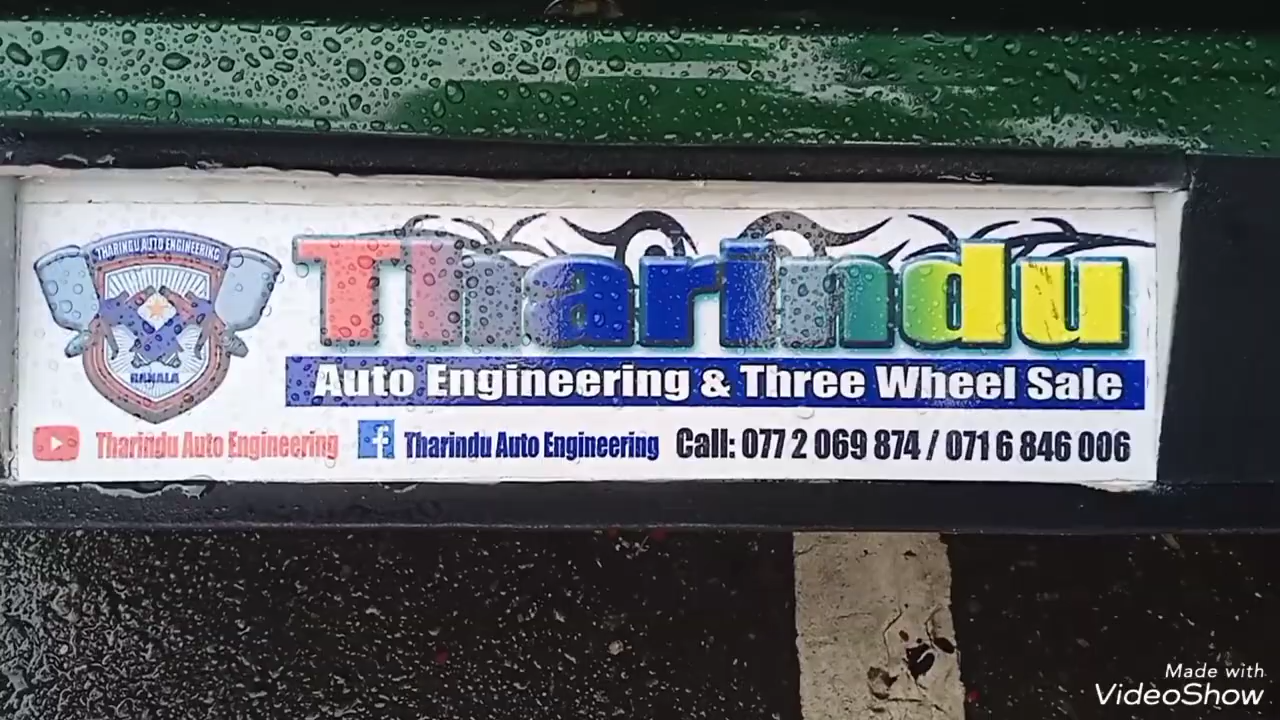 THARINDU AUTO ENGINEERING
RANALA
Tharindu
Auto Engineering & Three Wheel Sale
Tharindu Auto Engineering
Tharindu Auto Engineering
Call: 077 2 069 874 / 071 6 846 006
Made with
VideoShow